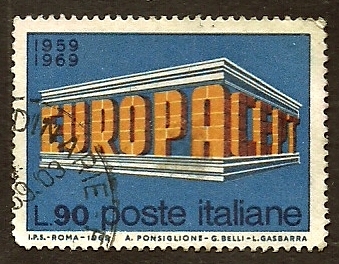 1959
1969
EUROPA CEPT
L.90 poste italiane
I.P.S.-ROMA-1969 A. PONSIGLIONE-G. BELLI-L. GASBARRA